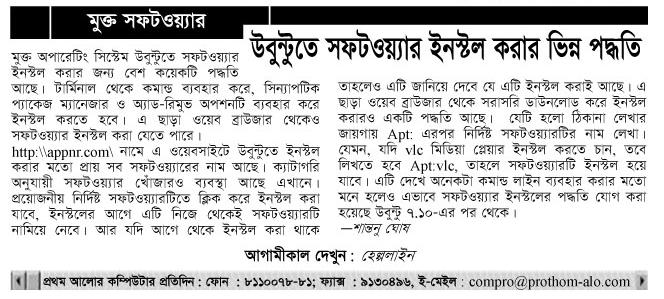 মুক্ত সফটওয়্যার
উবুন্টুতে সফটওয়্যার ইনস্টল করার ভিন্ন পদ্ধতি
মুক্ত অপারেটিং সিস্টেম উবুন্টুতে সফটওয়্যার
ইনস্টল করার জন্য বেশ কয়েকটি পদ্ধতি
আছে। টার্মিনাল থেকে কমান্ড ব্যবহার করে, সিন্যাপটিক
প্যাকেজ ম্যানেজার ও অ্যাড-রিমুভ অপশনটি ব্যবহার করে
ইনস্টল করতে হবে। এ ছাড়া ওয়েব ব্রাউজার থেকেও
সফটওয়্যার ইনস্টল করা যেতে পারে।
http:\\appnr.com\ নামে এ ওয়েবসাইটে উবুন্টুতে ইনস্টল
করার মতো প্রায় সব সফটওয়্যারের নাম আছে। ক্যাটাগরি
অনুযায়ী সফটওয়্যার খোঁজারও ব্যবস্থা আছে এখানে।
প্রয়োজনীয় নির্দিষ্ট সফটওয়্যারটিতে ক্লিক করে ইনস্টল করা
যাবে, ইনস্টলের আগে এটি নিজে থেকেই সফটওয়্যারটি
নামিয়ে নেবে। আর যদি আগে থেকে ইনস্টল করা থাকে
তাহলেও এটি জানিয়ে দেবে যে এটি ইনস্টল করাই আছে। এ
ছাড়া ওয়েব ব্রাউজার থেকে সরাসরি ডাউনলোড করে ইনস্টল
করারও একটি পদ্ধতি আছে। যেটি হলো ঠিকানা লেখার
জায়গায় Apt: এরপর নির্দিষ্ট সফটওয়্যারটির নাম লেখা।
যেমন, যদি vlc মিডিয়া প্লেয়ার ইনস্টল করতে চান, তবে
লিখতে হবে Apt:vlc, তাহলে সফটওয়্যারটি ইনস্টল হয়ে
যাবে। এটি দেখে অনেকটা কমান্ড লাইন ব্যবহার করার মতো
মনে হলেও এভাবে সফটওয়্যার ইনস্টলের পদ্ধতি যোগ করা
হয়েছে উবুন্টু ৭.১০-এর পর থেকে।
—শান্তনু ঘোষ
আগামীকাল দেখুন : হেল্পলাইন
প্রথম আলোর কম্পিউটার প্রতিদিন : ফোন : ৮১১০০৭৮-৮১; ফ্যাক্স : ৯১৩০৪৯৬, ই-মেইল : compro@prothom-alo.com